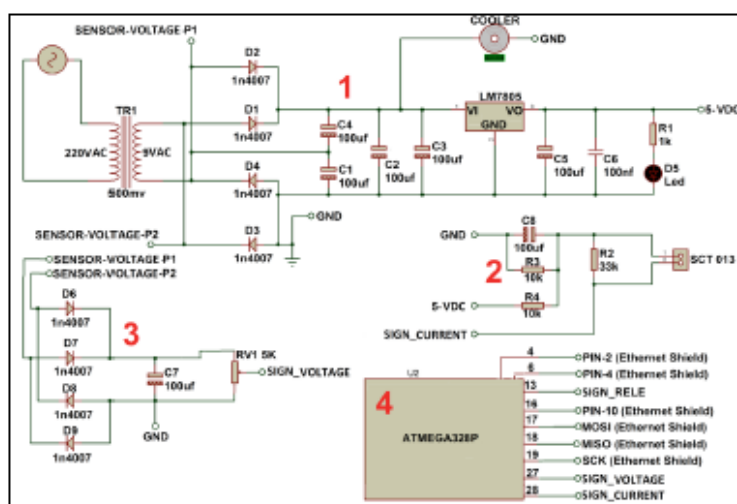 COOLER
SENSOR-VOLTAGE-P1
GND
D2
1n4007
1
LM7805
TR1
D1
VI
VO
GND
1
5-VDC
1n4007
C4
100uf
R1
1k
220VAC
9VAC
D4
C1
100uf
C2
100uf
C3
100uf
C5
100uf
C6
100nf
D5
Led
500mv
1n4007
GND
SENSOR-VOLTAGE-P2
D3
1n4007
SENSOR-VOLTAGE-P1
SENSOR-VOLTAGE-P2
GND
C8
100uf
2
R3
10k
R2
33k
SCT 013
5-VDC
R4
10k
SIGN_CURRENT
D6
1n4007
3
D7
1n4007
RV1 5K
SIGN_VOLTAGE
C7
100uf
D8
1n4007
D9
1n4007
GND
U2
4
ATMEGA328P
4 PIN-2 (Ethernet Shield)
6 PIN-4 (Ethernet Shield)
13 SIGN_RELE
16 PIN-10 (Ethernet Shield)
17 MOSI (Ethernet Shield)
18 MISO (Ethernet Shield)
19 SCK (Ethernet Shield)
27 SIGN_VOLTAGE
28 SIGN_CURRENT